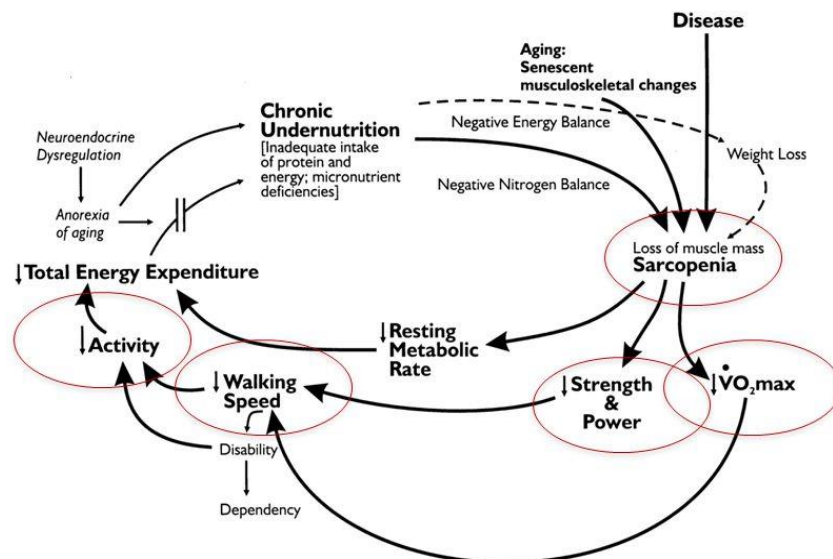 Disease
Aging:
Senescent
musculoskeletal changes
Chronic
Undernutrition
[Inadequate intake
of protein and
energy; micronutrient
deficiencies]
Negative Energy Balance
Neuroendocrine
Dysregulation
Weight Loss
Negative Nitrogen Balance
Anorexia
of aging
Loss of muscle mass
Sarcopenia
↓Total Energy Expenditure
↓Activity
↓Resting
Metabolic
Rate
↓Walking
Speed
↓Strength
&
Power
↓V̇O₂max
Disability
Dependency